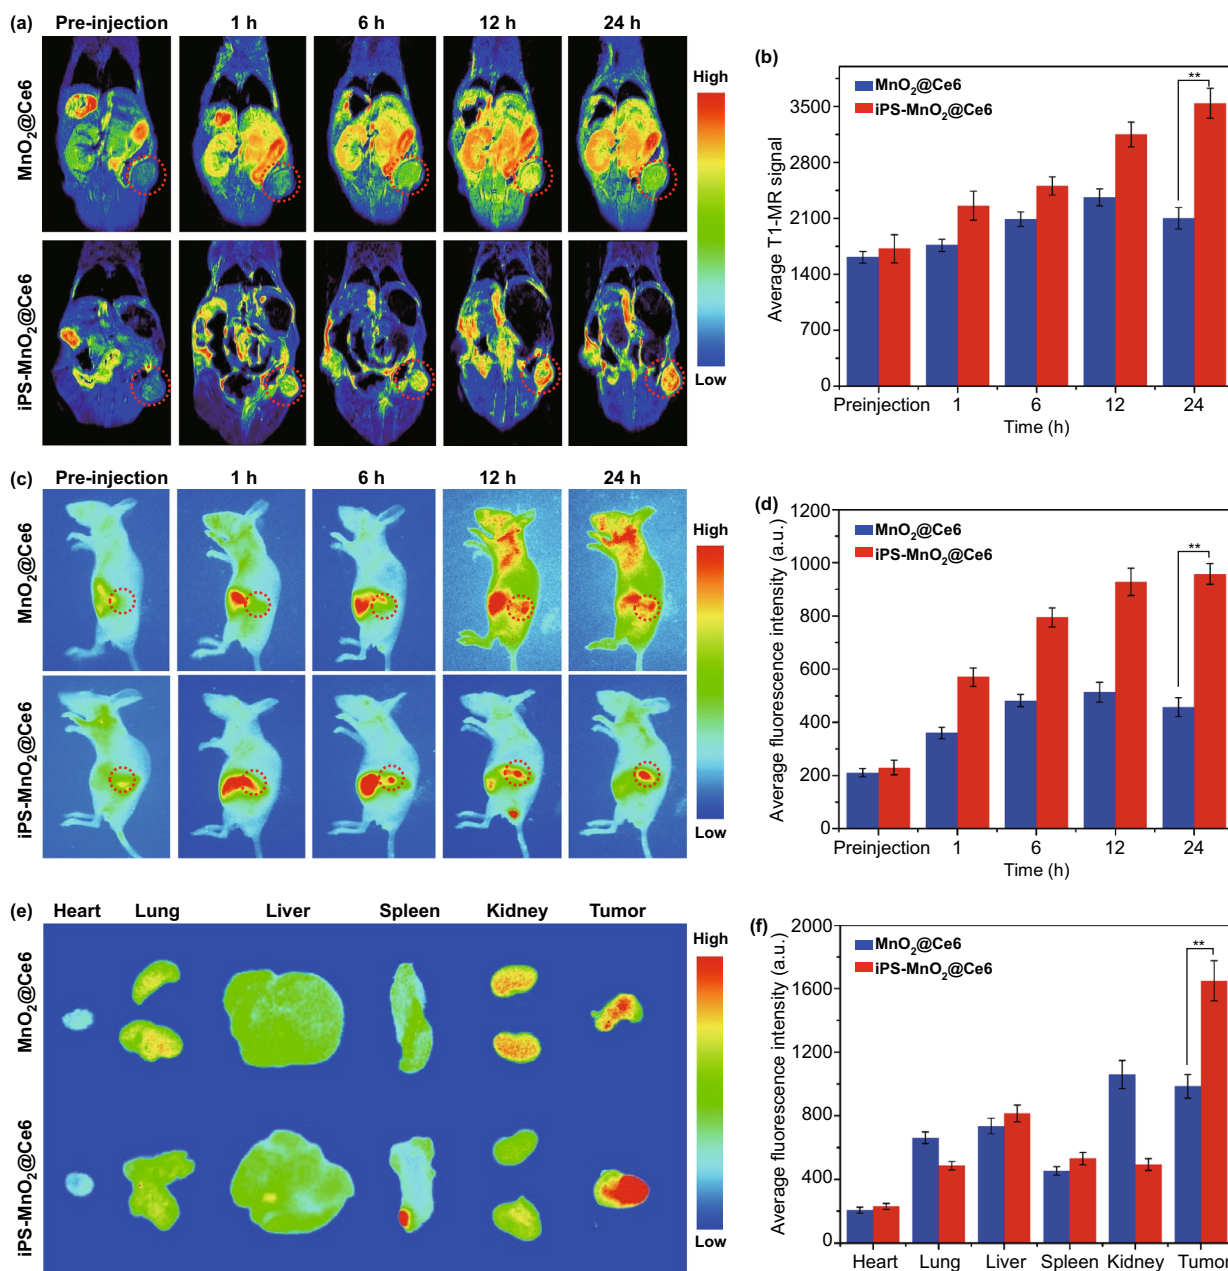 (a) Pre-injection 1 h 6 h 12 h 24 h
MnO2@Ce6
iPS-MnO2@Ce6
High
Low
(b)
MnO2@Ce6
iPS-MnO2@Ce6
**
Average T1-MR signal
3500
2800
2100
1400
700
0
Preinjection 1 6 12 24
Time (h)
(c) Pre-injection 1 h 6 h 12 h 24 h
MnO2@Ce6
iPS-MnO2@Ce6
High
Low
(d)
MnO2@Ce6
iPS-MnO2@Ce6
**
Average fluorescence intensity (a.u.)
1200
1000
800
600
400
200
0
Preinjection 1 6 12 24
Time (h)
(e)
Heart Lung Liver Spleen Kidney Tumor
MnO2@Ce6
iPS-MnO2@Ce6
High
Low
(f)
MnO2@Ce6
iPS-MnO2@Ce6
**
Average fluorescence intensity (a.u.)
2000
1600
1200
800
400
0
Heart Lung Liver Spleen Kidney Tumor